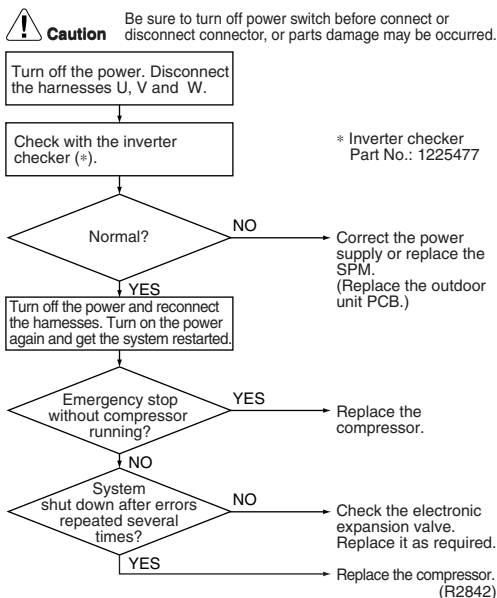 Caution
Be sure to turn off power switch before connect or
disconnect connector, or parts damage may be occurred.
Turn off the power. Disconnect
the harnesses U, V and W.
Check with the inverter
checker (*).
* Inverter checker
Part No.: 1225477
Normal?
NO
Correct the power
supply or replace the
SPM.
(Replace the outdoor
unit PCB.)
YES
Turn off the power and reconnect
the harnesses. Turn on the power
again and get the system restarted.
Emergency stop
without compressor
running?
YES
Replace the
compressor.
NO
System
shut down after errors
repeated several
times?
NO
Check the electronic
expansion valve.
Replace it as required.
YES
Replace the compressor.
(R2842)